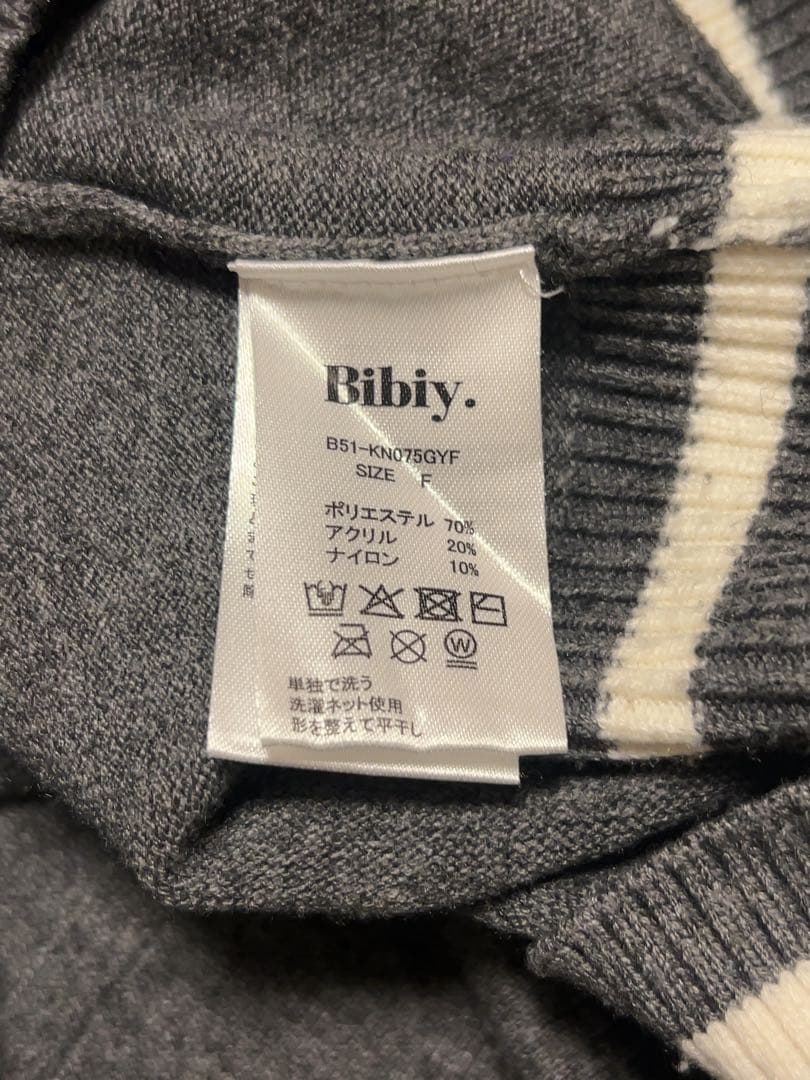 Bibiy.
B51-KN075GYF
SIZE F
ポリエステル 70%
アクリル 20%
ナイロン 10%
W
単独で洗う
洗濯ネット使用
形を整えて平干し